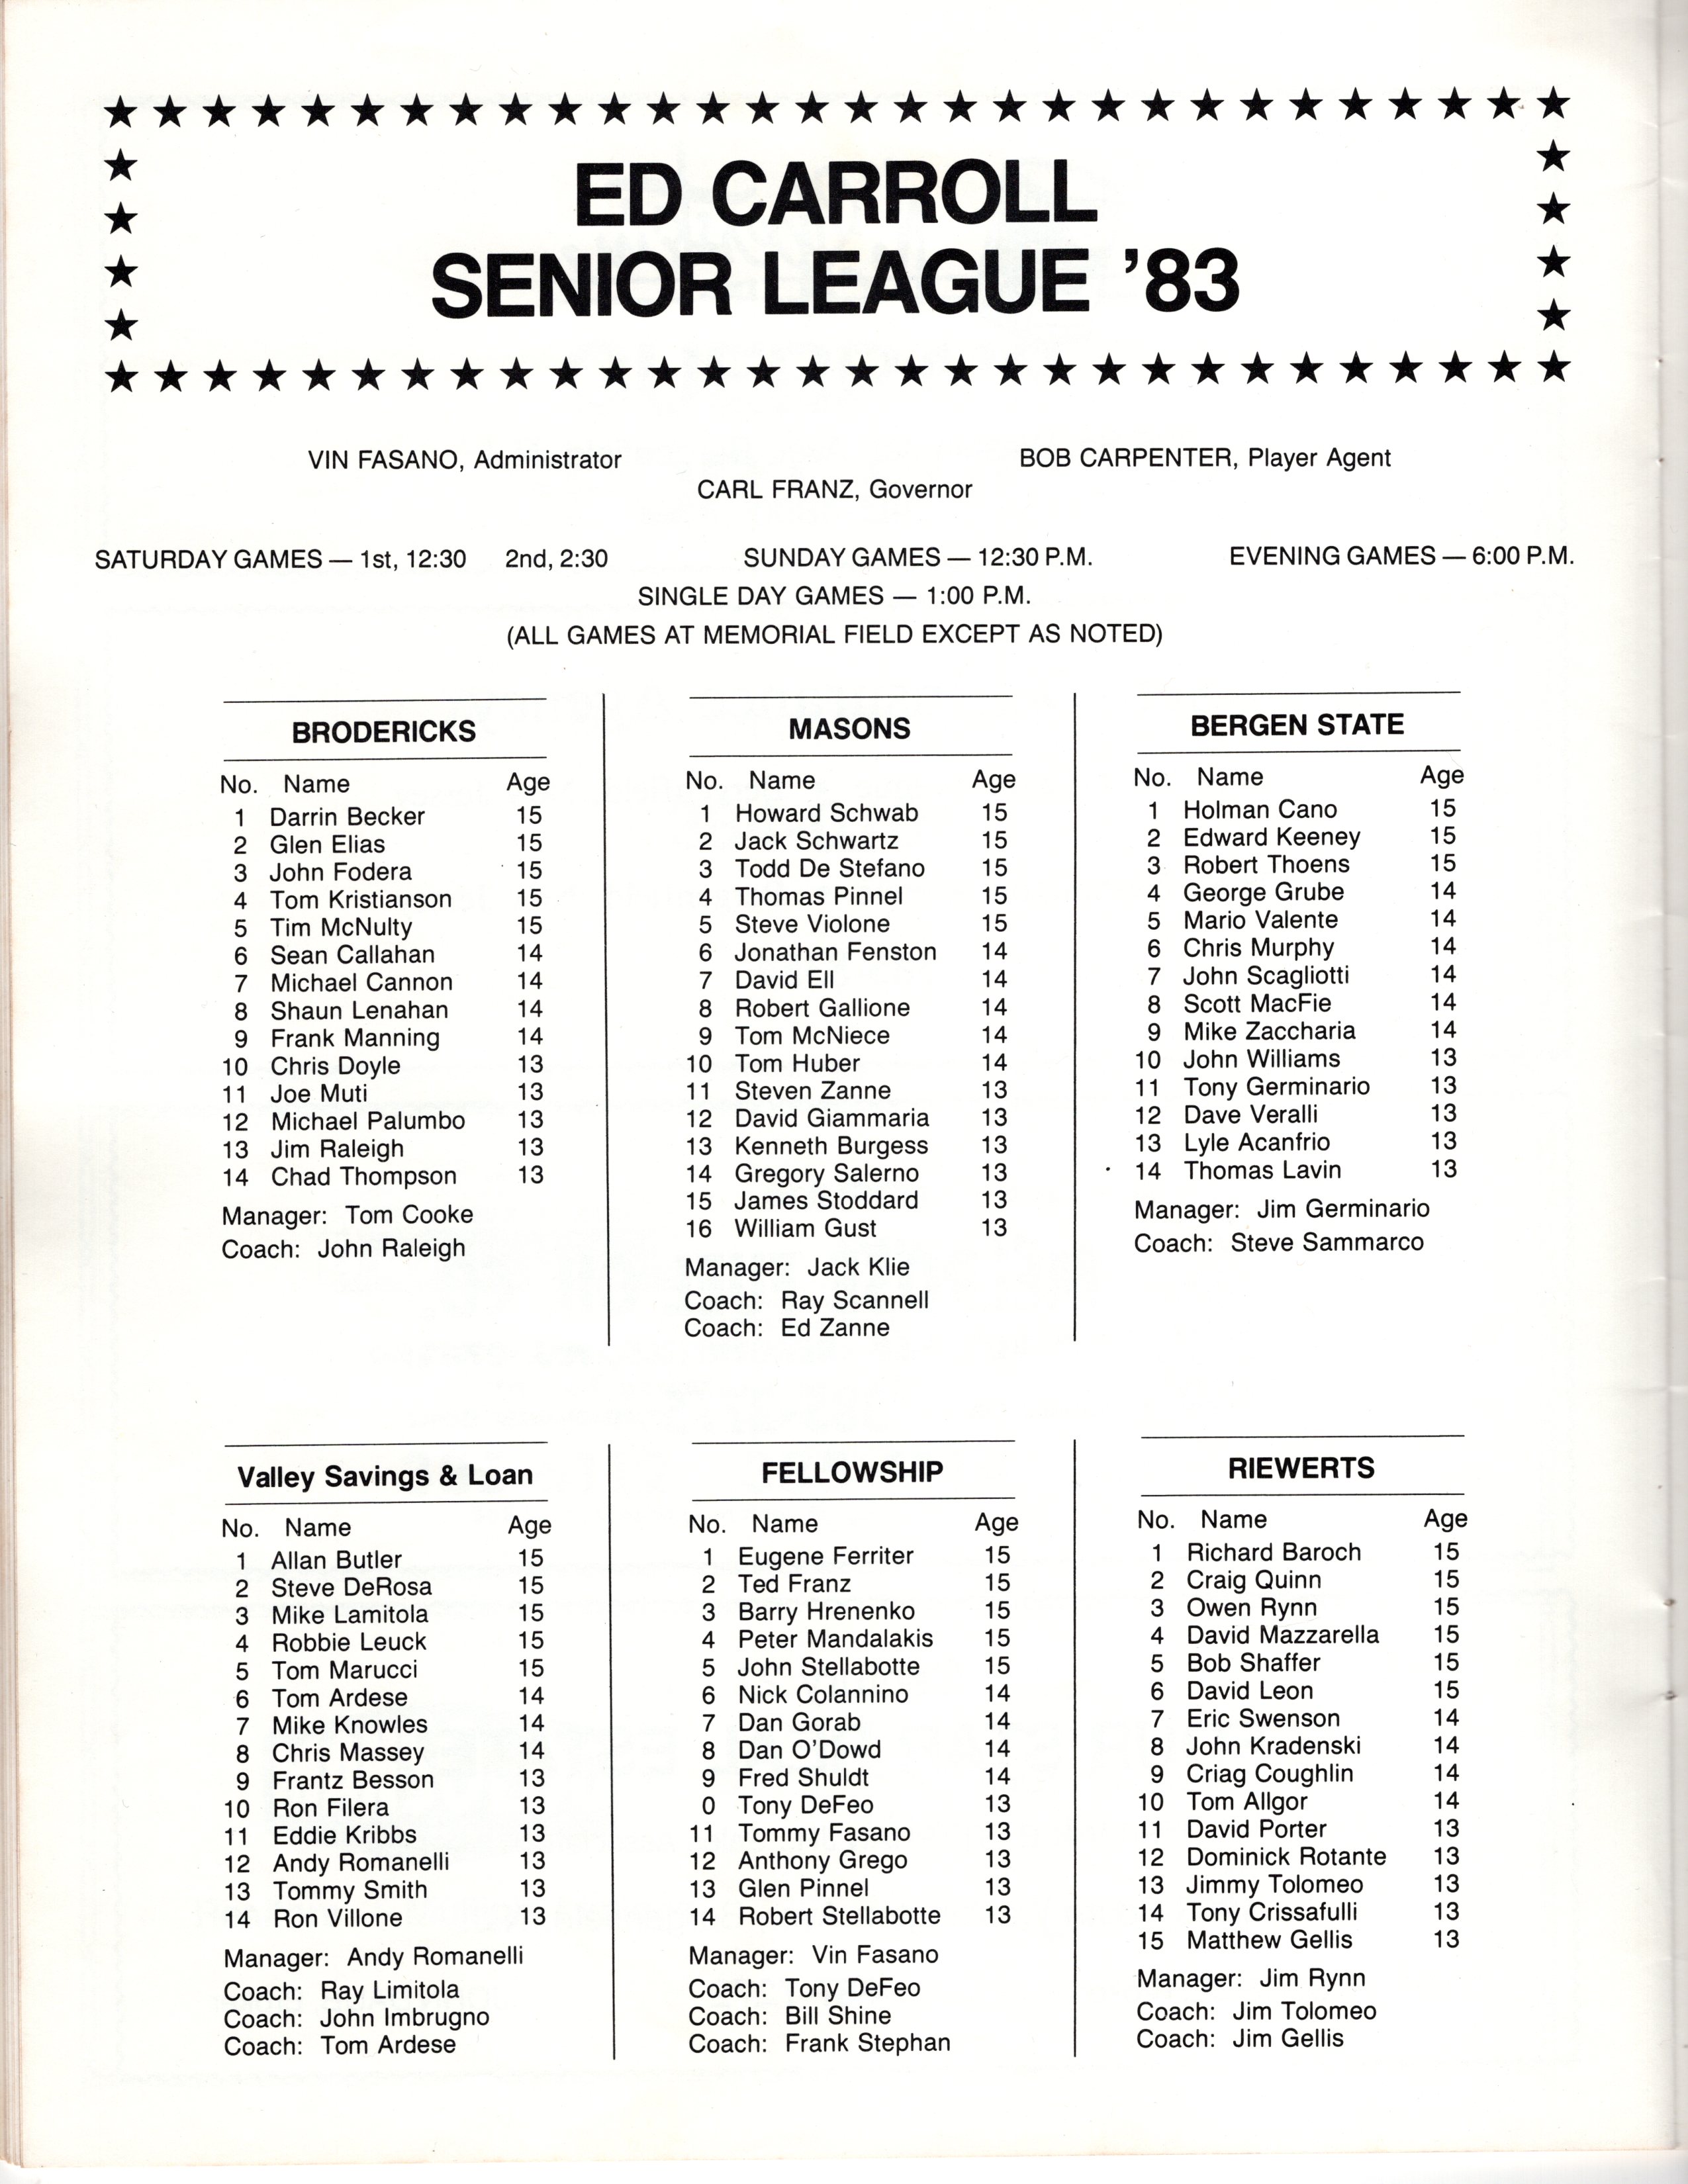 ED CARROLL
SENIOR LEAGUE ’83
VIN FASANO, Administrator BOB CARPENTER, Player Agent
CARL FRANZ, Governor
SATURDAY GAMES — 1st, 12:30 2nd, 2:30 SUNDAY GAMES — 12:30 P.M. EVENING GAMES — 6:00 P.M.
SINGLE DAY GAMES — 1:00 P.M.
(ALL GAMES AT MEMORIAL FIELD EXCEPT AS NOTED)
BRODERICKS
No. Name Age
1 Darrin Becker 15
2 Glen Elias 15
3 John Fodera 15
4 Tom Kristianson 15
5 Tim McNulty 15
6 Sean Callahan 14
7 Michael Cannon 14
8 Shaun Lenahan 14
9 Frank Manning 14
10 Chris Doyle 13
11 Joe Muti 13
12 Michael Palumbo 13
13 Jim Raleigh 13
14 Chad Thompson 13
Manager: Tom Cooke
Coach: John Raleigh
MASONS
No. Name Age
1 Howard Schwab 15
2 Jack Schwartz 15
3 Todd De Stefano 15
4 Thomas Pinnel 15
5 Steve Violone 15
6 Jonathan Fenston 14
7 David Ell 14
8 Robert Gallione 14
9 Tom McNiece 14
10 Tom Huber 14
11 Steven Zanne 13
12 David Giammaria 13
13 Kenneth Burgess 13
14 Gregory Salerno 13
15 James Stoddard 13
16 William Gust 13
Manager: Jack Klie
Coach: Ray Scannell
Coach: Ed Zanne
BERGEN STATE
No. Name Age
1 Holman Cano 15
2 Edward Keeney 15
3 Robert Thoens 15
4 George Grube 14
5 Mario Valente 14
6 Chris Murphy 14
7 John Scagliotti 14
8 Scott MacFie 14
9 Mike Zaccharia 14
10 John Williams 13
11 Tony Germinario 13
12 Dave Veralli 13
13 Lyle Acanfrio 13
14 Thomas Lavin 13
Manager: Jim Germinario
Coach: Steve Sammarco
Valley Savings & Loan
No. Name Age
1 Allan Butler 15
2 Steve DeRosa 15
3 Mike Lamitola 15
4 Robbie Leuck 15
5 Tom Marucci 15
6 Tom Ardese 14
7 Mike Knowles 14
8 Chris Massey 14
9 Frantz Besson 13
10 Ron Filera 13
11 Eddie Kribbs 13
12 Andy Romanelli 13
13 Tommy Smith 13
14 Ron Villone 13
Manager: Andy Romanelli
Coach: Ray Limitola
Coach: John Imbrugno
Coach: Tom Ardese
FELLOWSHIP
No. Name Age
1 Eugene Ferriter 15
2 Ted Franz 15
3 Barry Hrenenko 15
4 Peter Mandalakis 15
5 John Stellabotte 15
6 Nick Colannino 14
7 Dan Gorab 14
8 Dan O’Dowd 14
9 Fred Shuldt 14
0 Tony DeFeo 13
11 Tommy Fasano 13
12 Anthony Grego 13
13 Glen Pinnel 13
14 Robert Stellabotte 13
Manager: Vin Fasano
Coach: Tony DeFeo
Coach: Bill Shine
Coach: Frank Stephan
RIEWERTS
No. Name Age
1 Richard Baroch 15
2 Craig Quinn 15
3 Owen Rynn 15
4 David Mazzarella 15
5 Bob Shaffer 15
6 David Leon 15
7 Eric Swenson 14
8 John Kradenski 14
9 Criag Coughlin 14
10 Tom Allgor 14
11 David Porter 13
12 Dominick Rotante 13
13 Jimmy Tolomeo 13
14 Tony Crissafulli 13
15 Matthew Gellis 13
Manager: Jim Rynn
Coach: Jim Tolomeo
Coach: Jim Gellis